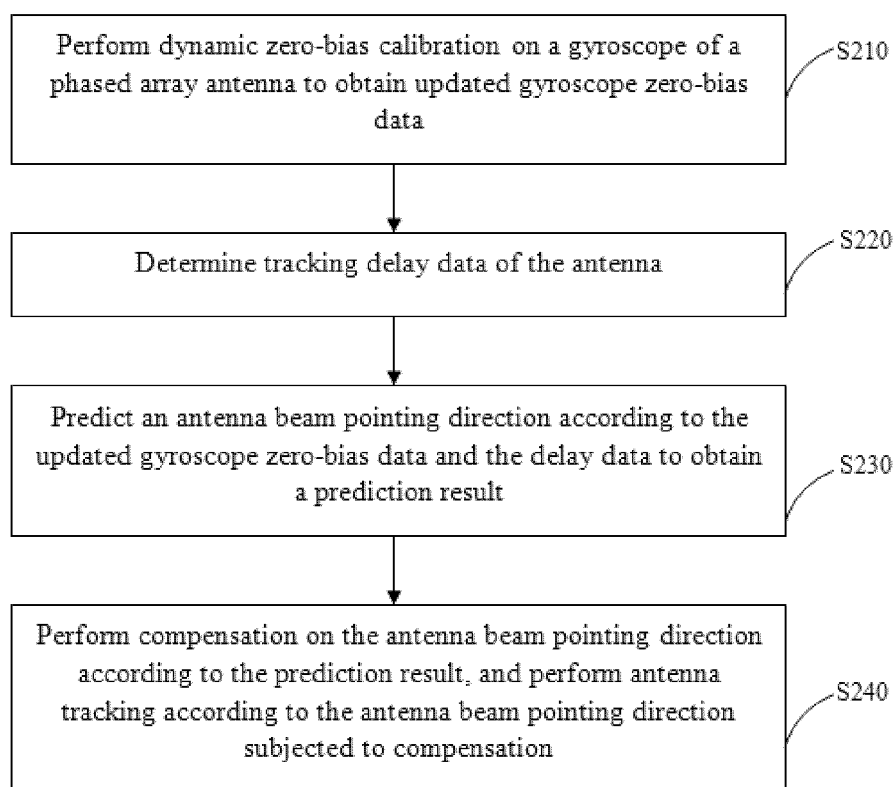 Perform dynamic zero-bias calibration on a gyroscope of a
phased array antenna to obtain updated gyroscope zero-bias
data
S210
Determine tracking delay data of the antenna
S220
Predict an antenna beam pointing direction according to the
updated gyroscope zero-bias data and the delay data to obtain
a prediction result
S230
Perform compensation on the antenna beam pointing direction
according to the prediction result, and perform antenna
tracking according to the antenna beam pointing direction
subjected to compensation
S240